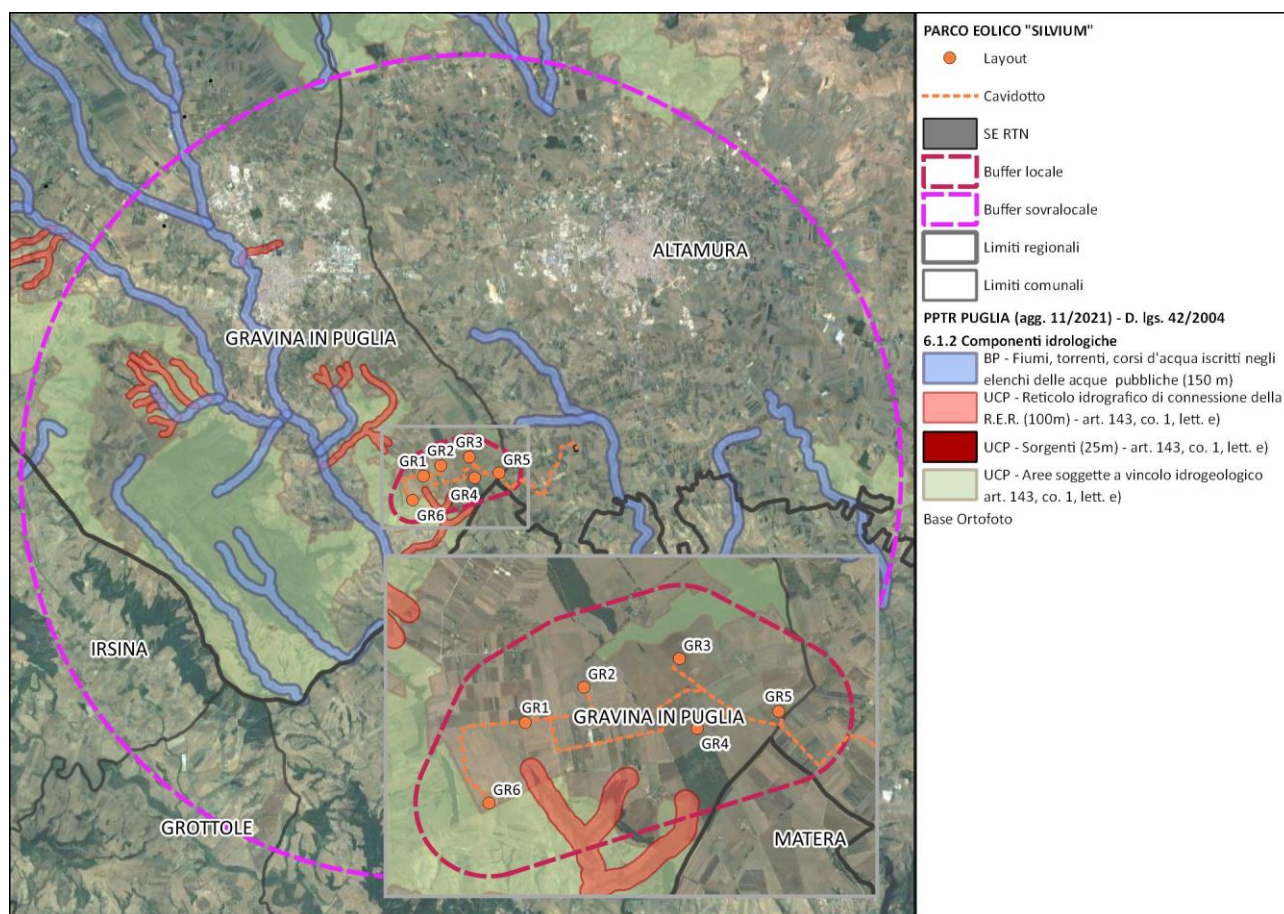 ALTAMURA
GRAVINA IN PUGLIA
GR3
GR2
GR1
GR5
GR4
GR6
IRSINA
GROTTOLE
GR3
GR2
GR5
GR1
GRAVINA IN PUGLIA
GR4
GR6
MATERA
PARCO EOLICO "SILVIUM"
Layout
Cavidotto
SE RTN
Buffer locale
Buffer sovralocale
Limiti regionali
Limiti comunali
PPTR PUGLIA (agg. 11/2021) - D. lgs. 42/2004
6.1.2 Componenti idrologiche
BP - Fiumi, torrenti, corsi d'acqua iscritti negli
elenchi delle acque pubbliche (150 m)
UCP - Reticolo idrografico di connessione della
R.E.R. (100m) - art. 143, co. 1, lett. e)
UCP - Sorgenti (25m) - art. 143, co. 1, lett. e)
UCP - Aree soggette a vincolo idrogeologico
art. 143, co. 1, lett. e)
Base Ortofoto